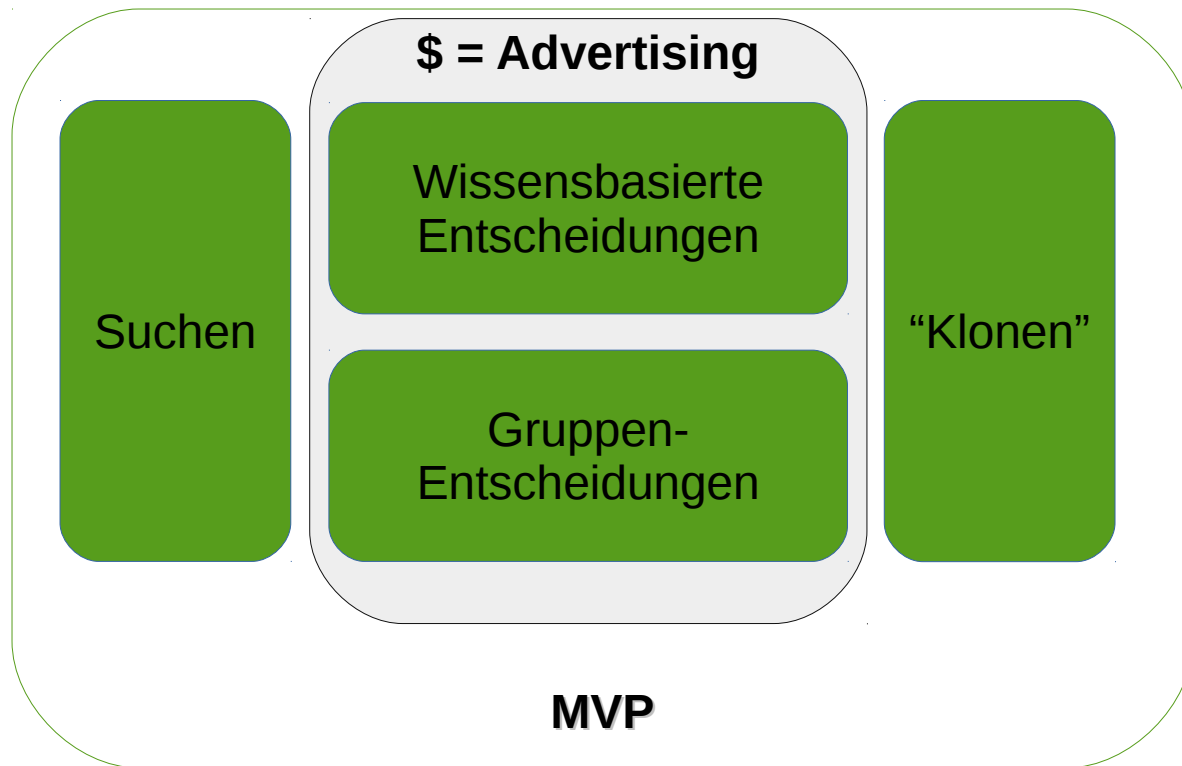 $ = Advertising
Suchen
Wissensbasierte
Entscheidungen
Gruppen-
Entscheidungen
“Klonen”
MVP